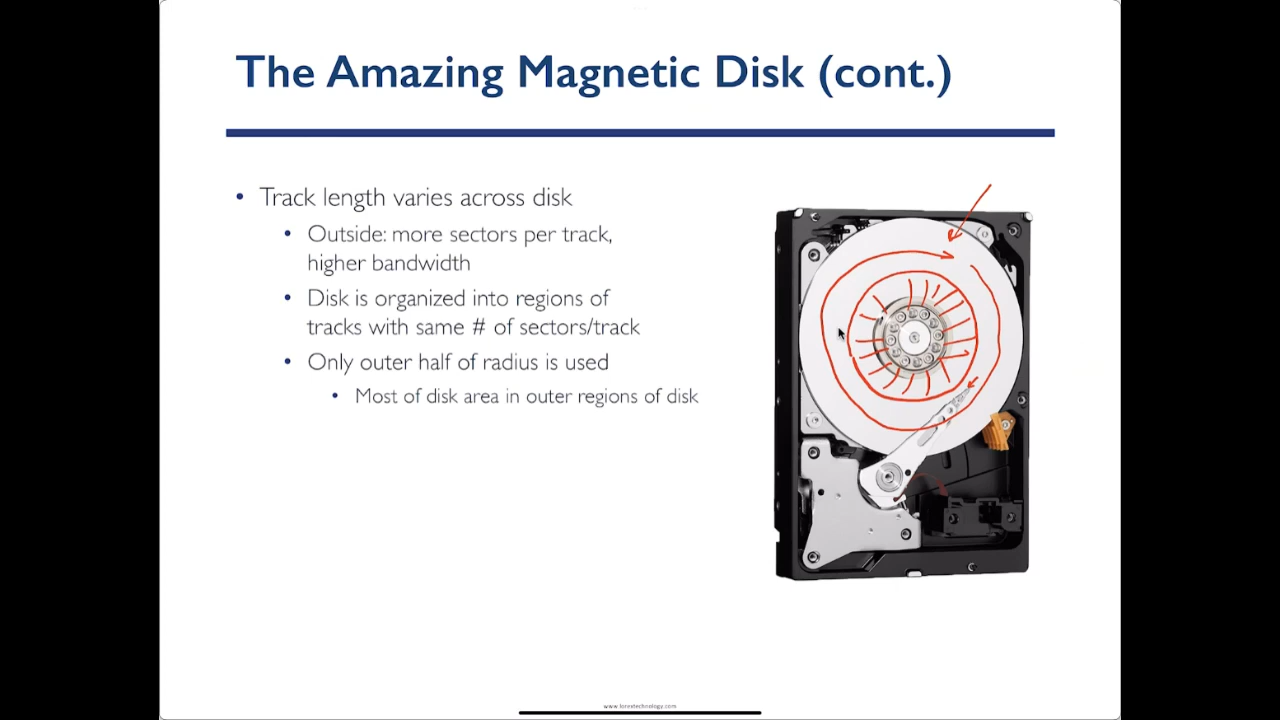 The Amazing Magnetic Disk (cont.)
• Track length varies across disk
• Outside: more sectors per track,
higher bandwidth
• Disk is organized into regions of
tracks with same # of sectors/track
• Only outer half of radius is used
• Most of disk area in outer regions of disk